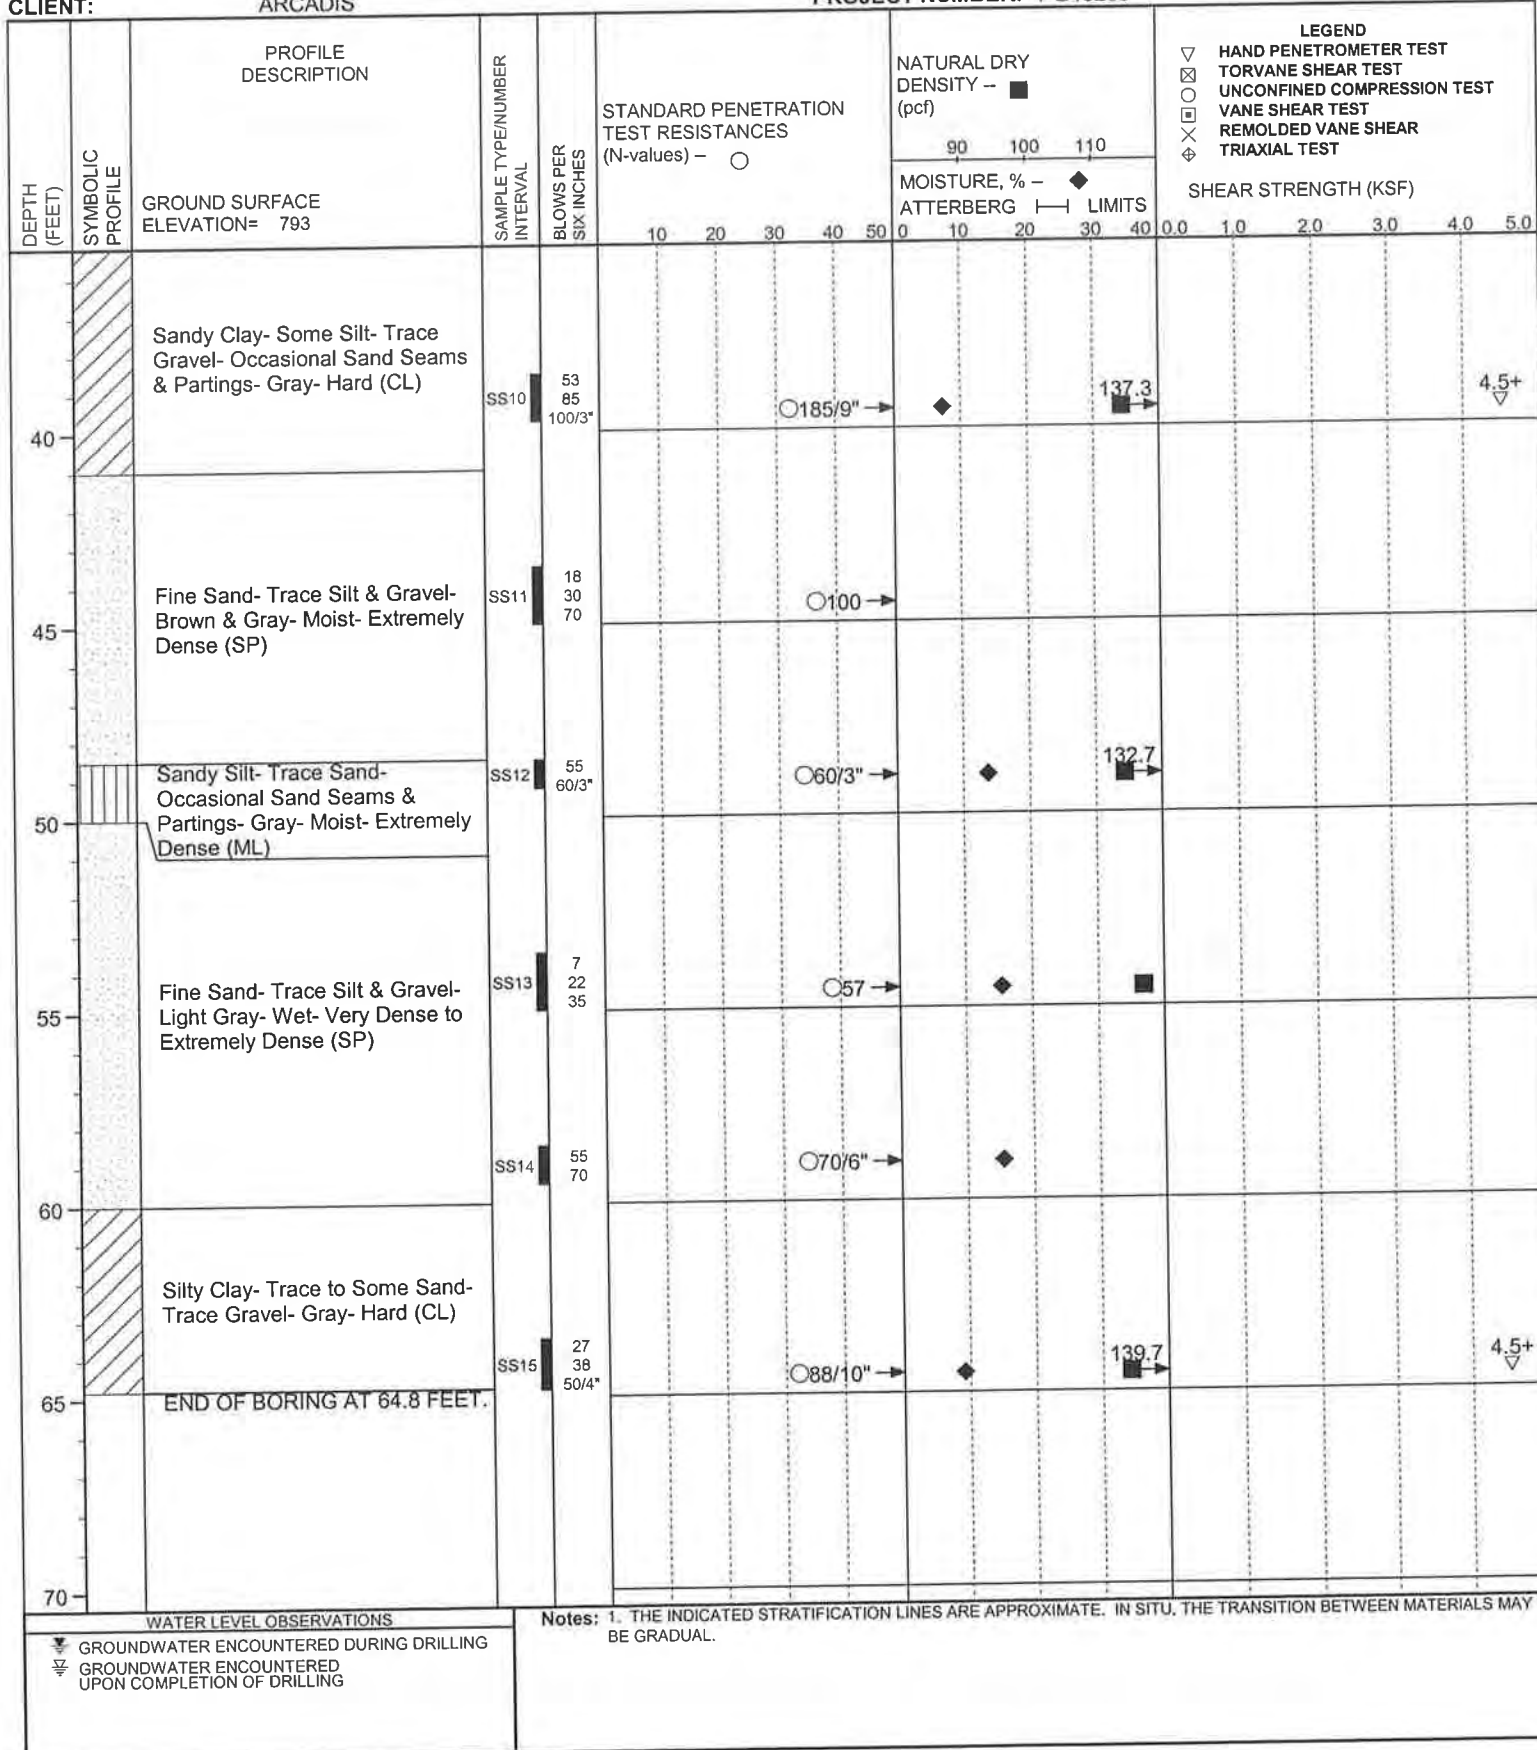 CLIENT: ARCADIS
PROJECT NUMBER:
DEPTH (FEET)
SYMBOLIC PROFILE
PROFILE DESCRIPTION
GROUND SURFACE
ELEVATION= 793
SAMPLE TYPE/NUMBER INTERVAL
BLOWS PER SIX INCHES
STANDARD PENETRATION
TEST RESISTANCES
(N-values) –
10 20 30 40 50
NATURAL DRY
DENSITY –
(pcf)
90 100 110
MOISTURE, % –
ATTERBERG LIMITS
0 10 20 30 40
LEGEND
HAND PENETROMETER TEST
TORVANE SHEAR TEST
UNCONFINED COMPRESSION TEST
VANE SHEAR TEST
REMOLDED VANE SHEAR
TRIAXIAL TEST
SHEAR STRENGTH (KSF)
0.0 1.0 2.0 3.0 4.0 5.0
Sandy Clay- Some Silt- Trace
Gravel- Occasional Sand Seams
& Partings- Gray- Hard (CL)
SS10
53
85
100/3"
185/9"
137.3
4.5+
40
Fine Sand- Trace Silt & Gravel-
Brown & Gray- Moist- Extremely
Dense (SP)
SS11
18
30
70
100
45
Sandy Silt- Trace Sand-
Occasional Sand Seams &
Partings- Gray- Moist- Extremely
Dense (ML)
SS12
55
60/3"
60/3"
132.7
50
Fine Sand- Trace Silt & Gravel-
Light Gray- Wet- Very Dense to
Extremely Dense (SP)
SS13
7
22
35
57
55
SS14
55
70
70/6"
60
Silty Clay- Trace to Some Sand-
Trace Gravel- Gray- Hard (CL)
SS15
27
38
50/4"
88/10"
139.7
4.5+
65
END OF BORING AT 64.8 FEET.
70
WATER LEVEL OBSERVATIONS
GROUNDWATER ENCOUNTERED DURING DRILLING
GROUNDWATER ENCOUNTERED
UPON COMPLETION OF DRILLING
Notes: 1. THE INDICATED STRATIFICATION LINES ARE APPROXIMATE. IN SITU, THE TRANSITION BETWEEN MATERIALS MAY
BE GRADUAL.